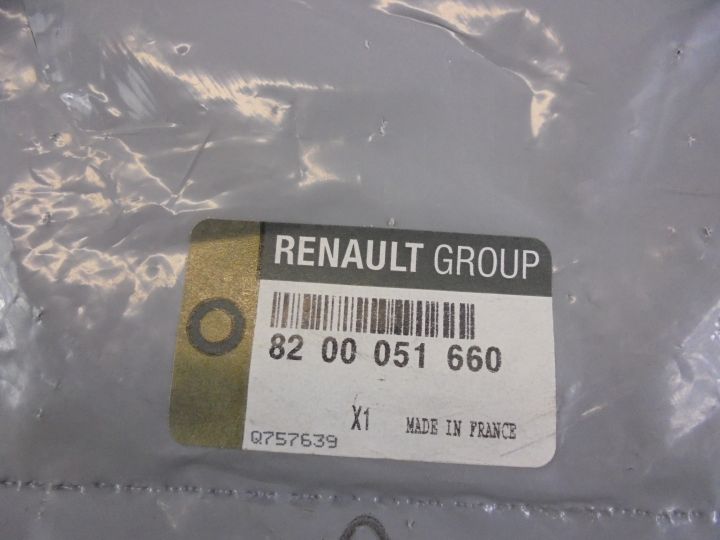 RENAULT GROUP
82 00 051 660
X1 MADE IN FRANCE
Q757639